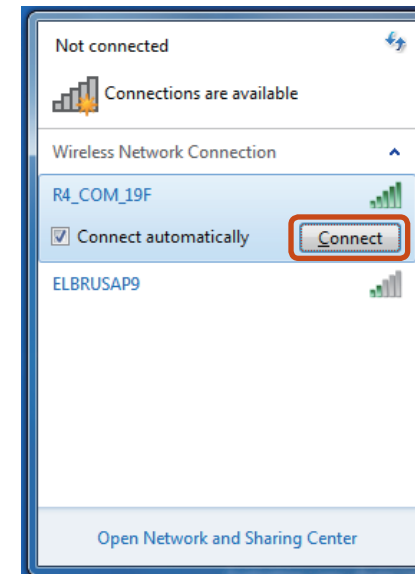 Not connected
Connections are available
Wireless Network Connection
R4_COM_19F
Connect automatically
Connect
ELBRUSAP9
Open Network and Sharing Center